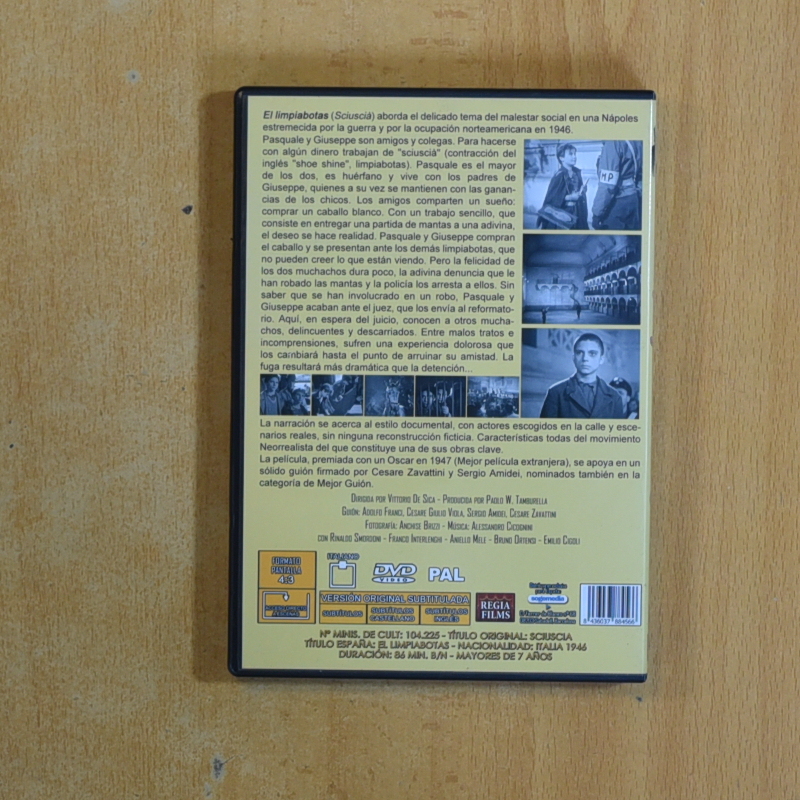 El limpiabotas (Sciuscià) aborda el delicado tema del malestar social en una Nápoles
estremecida por la guerra y por la ocupación norteamericana en 1946.
Pasquale y Giuseppe son amigos y colegas. Para hacerse
con algún dinero trabajan de "sciuscià" (contracción del
inglés "shoe shine", limpiabotas). Pasquale es el mayor
de los dos, es huérfano y vive con los padres de
Giuseppe, quienes a su vez se mantienen con las ganan-
cias de los chicos. Los amigos comparten un sueño:
comprar un caballo blanco. Con un trabajo sencillo, que
consiste en entregar una partida de mantas a una adivina,
el deseo se hace realidad. Pasquale y Giuseppe compran
el caballo y se presentan ante los demás limpiabotas, que
no pueden creer lo que están viendo. Pero la felicidad de
los dos muchachos dura poco, la adivina denuncia que le
han robado las mantas y la policía los arresta a ellos. Sin
saber que se han involucrado en un robo, Pasquale y
Giuseppe acaban ante el juez, que los envía al reformato-
rio. Aquí, en espera del juicio, conocen a otros mucha-
chos, delincuentes y descarriados. Entre malos tratos e
incomprensiones, sufren una experiencia dolorosa que
los cambiará hasta el punto de arruinar su amistad. La
fuga resultará más dramática que la detención...
MP
La narración se acerca al estilo documental, con actores escogidos en la calle y esce-
narios reales, sin ninguna reconstrucción ficticia. Características todas del movimiento
Neorrealista del que constituye una de sus obras clave.
La película, premiada con un Oscar en 1947 (Mejor película extranjera), se apoya en un
sólido guión firmado por Cesare Zavattini y Sergio Amidei, nominados también en la
categoría de Mejor Guión.
Dirigida por Vittorio De Sica - Producida por Paolo W. Tamburella
Guión: Adolfo Franci, Cesare Giulio Viola, Sergio Amidei, Cesare Zavattini
Fotografía: Anchise Brizzi - Música: Alessandro Cicognini
con Rinaldo Smordoni - Franco Interlenghi - Aniello Mele - Bruno Ortensi - Emilio Cigoli
FORMATO
PANTALLA
4:3
ITALIANO
DVD
VIDEO
PAL
VERSIÓN ORIGINAL SUBTITULADA
SUBTÍTULOS
SUBTÍTULOS
CASTELLANO
SUBTÍTULOS
INGLÉS
REGIA
FILMS
sogemedia
8 436037 884566
Nº MINIS. DE CULT: 104.225 - TÍTULO ORIGINAL: SCIUSCIA
TÍTULO ESPAÑA: EL LIMPIABOTAS - NACIONALIDAD: ITALIA 1946
DURACIÓN: 86 MIN. B/N - MAYORES DE 7 AÑOS